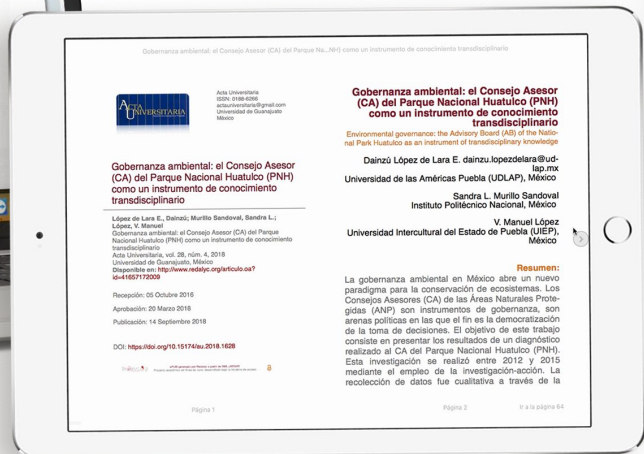 Gobernanza ambiental: el Consejo Asesor (CA) del Parque Na...NH) como un instrumento de conocimiento transdisciplinario
ACTA
UNIVERSITARIA
Acta Universitaria
ISSN: 0188-6266
actauniversitaria@gmail.com
Universidad de Guanajuato
México
Gobernanza ambiental: el Consejo Asesor
(CA) del Parque Nacional Huatulco (PNH)
como un instrumento de conocimiento
transdisciplinario
López de Lara E., Dainzú; Murillo Sandoval, Sandra L.;
López, V. Manuel
Gobernanza ambiental: el Consejo Asesor (CA) del Parque
Nacional Huatulco (PNH) como un instrumento de conocimiento
transdisciplinario
Acta Universitaria, vol. 28, núm. 4, 2018
Universidad de Guanajuato, México
Disponible en: http://www.redalyc.org/articulo.oa?
id=41657172009
Recepción: 05 Octubre 2016
Aprobación: 20 Marzo 2018
Publicación: 14 Septiembre 2018
DOI: https://doi.org/10.15174/au.2018.1628
Página 1
Gobernanza ambiental: el Consejo Asesor
(CA) del Parque Nacional Huatulco (PNH)
como un instrumento de conocimiento
transdisciplinario
Environmental governance: the Advisory Board (AB) of the Natio-
nal Park Huatulco as an instrument of transdisciplinary knowledge
Dainzú López de Lara E. dainzu.lopezdelara@ud-
lap.mx
Universidad de las Américas Puebla (UDLAP), México
Sandra L. Murillo Sandoval
Instituto Politécnico Nacional, México
V. Manuel López
Universidad Intercultural del Estado de Puebla (UIEP),
México
Resumen:
La gobernanza ambiental en México abre un nuevo
paradigma para la conservación de ecosistemas. Los
Consejos Asesores (CA) de las Áreas Naturales Prote-
gidas (ANP) son instrumentos de gobernanza, son
arenas políticas en las que el fin es la democratización
de la toma de decisiones. El objetivo de este trabajo
consiste en presentar los resultados de un diagnóstico
realizado al CA del Parque Nacional Huatulco (PNH).
Esta investigación se realizó entre 2012 y 2015
mediante el empleo de la investigación-acción. La
recolección de datos fue cualitativa a través de la
Página 2
Ir a la página 64